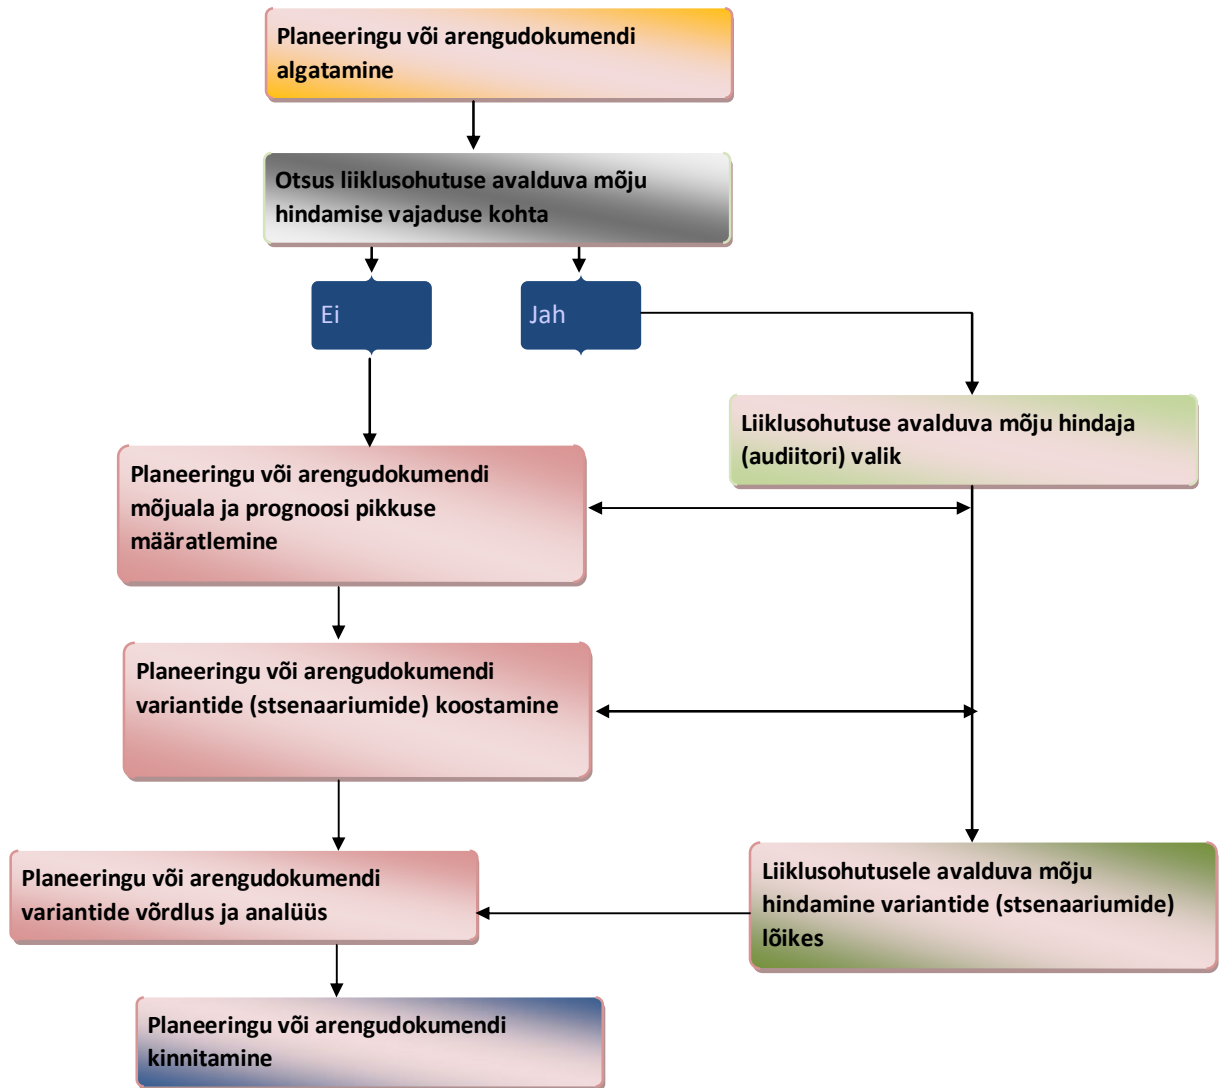 Planeeringu või arengudokumendi
algatamine
Otsus liiklusohutuse avalduva mõju
hindamise vajaduse kohta
Ei
Jah
Liiklusohutuse avalduva mõju hindaja
(audiitori) valik
Planeeringu või arengudokumendi
mõjuala ja prognoosi pikkuse
määratlemine
Planeeringu või arengudokumendi
variantide (stsenaariumide) koostamine
Planeeringu või arengudokumendi
variantide võrdlus ja analüüs
Liiklusohutusele avalduva mõju
hindamine variantide (stsenaariumide)
lõikes
Planeeringu või arengudokumendi
kinnitamine